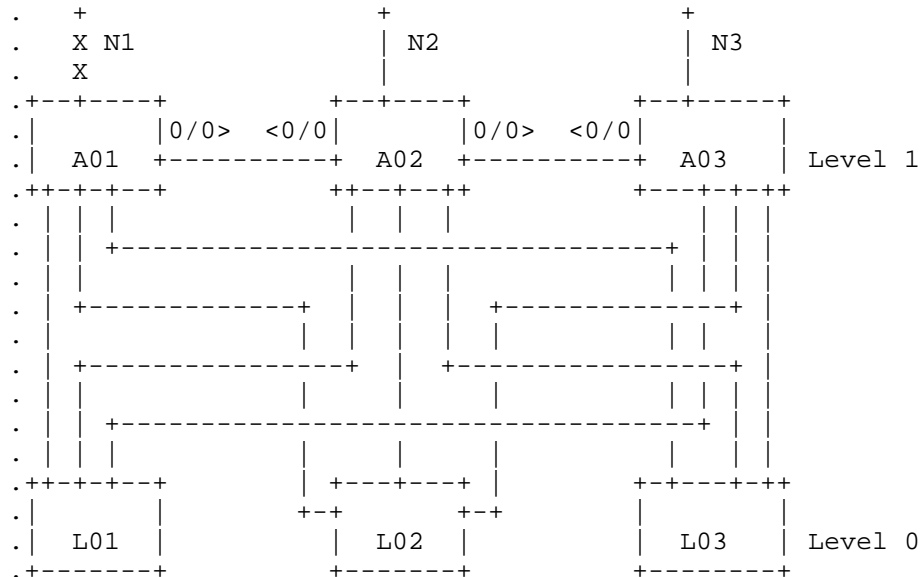 X N1 N2 N3
X
0/0> <0/0 0/0> <0/0
A01 A02 A03 Level 1
L01 L02 L03 Level 0